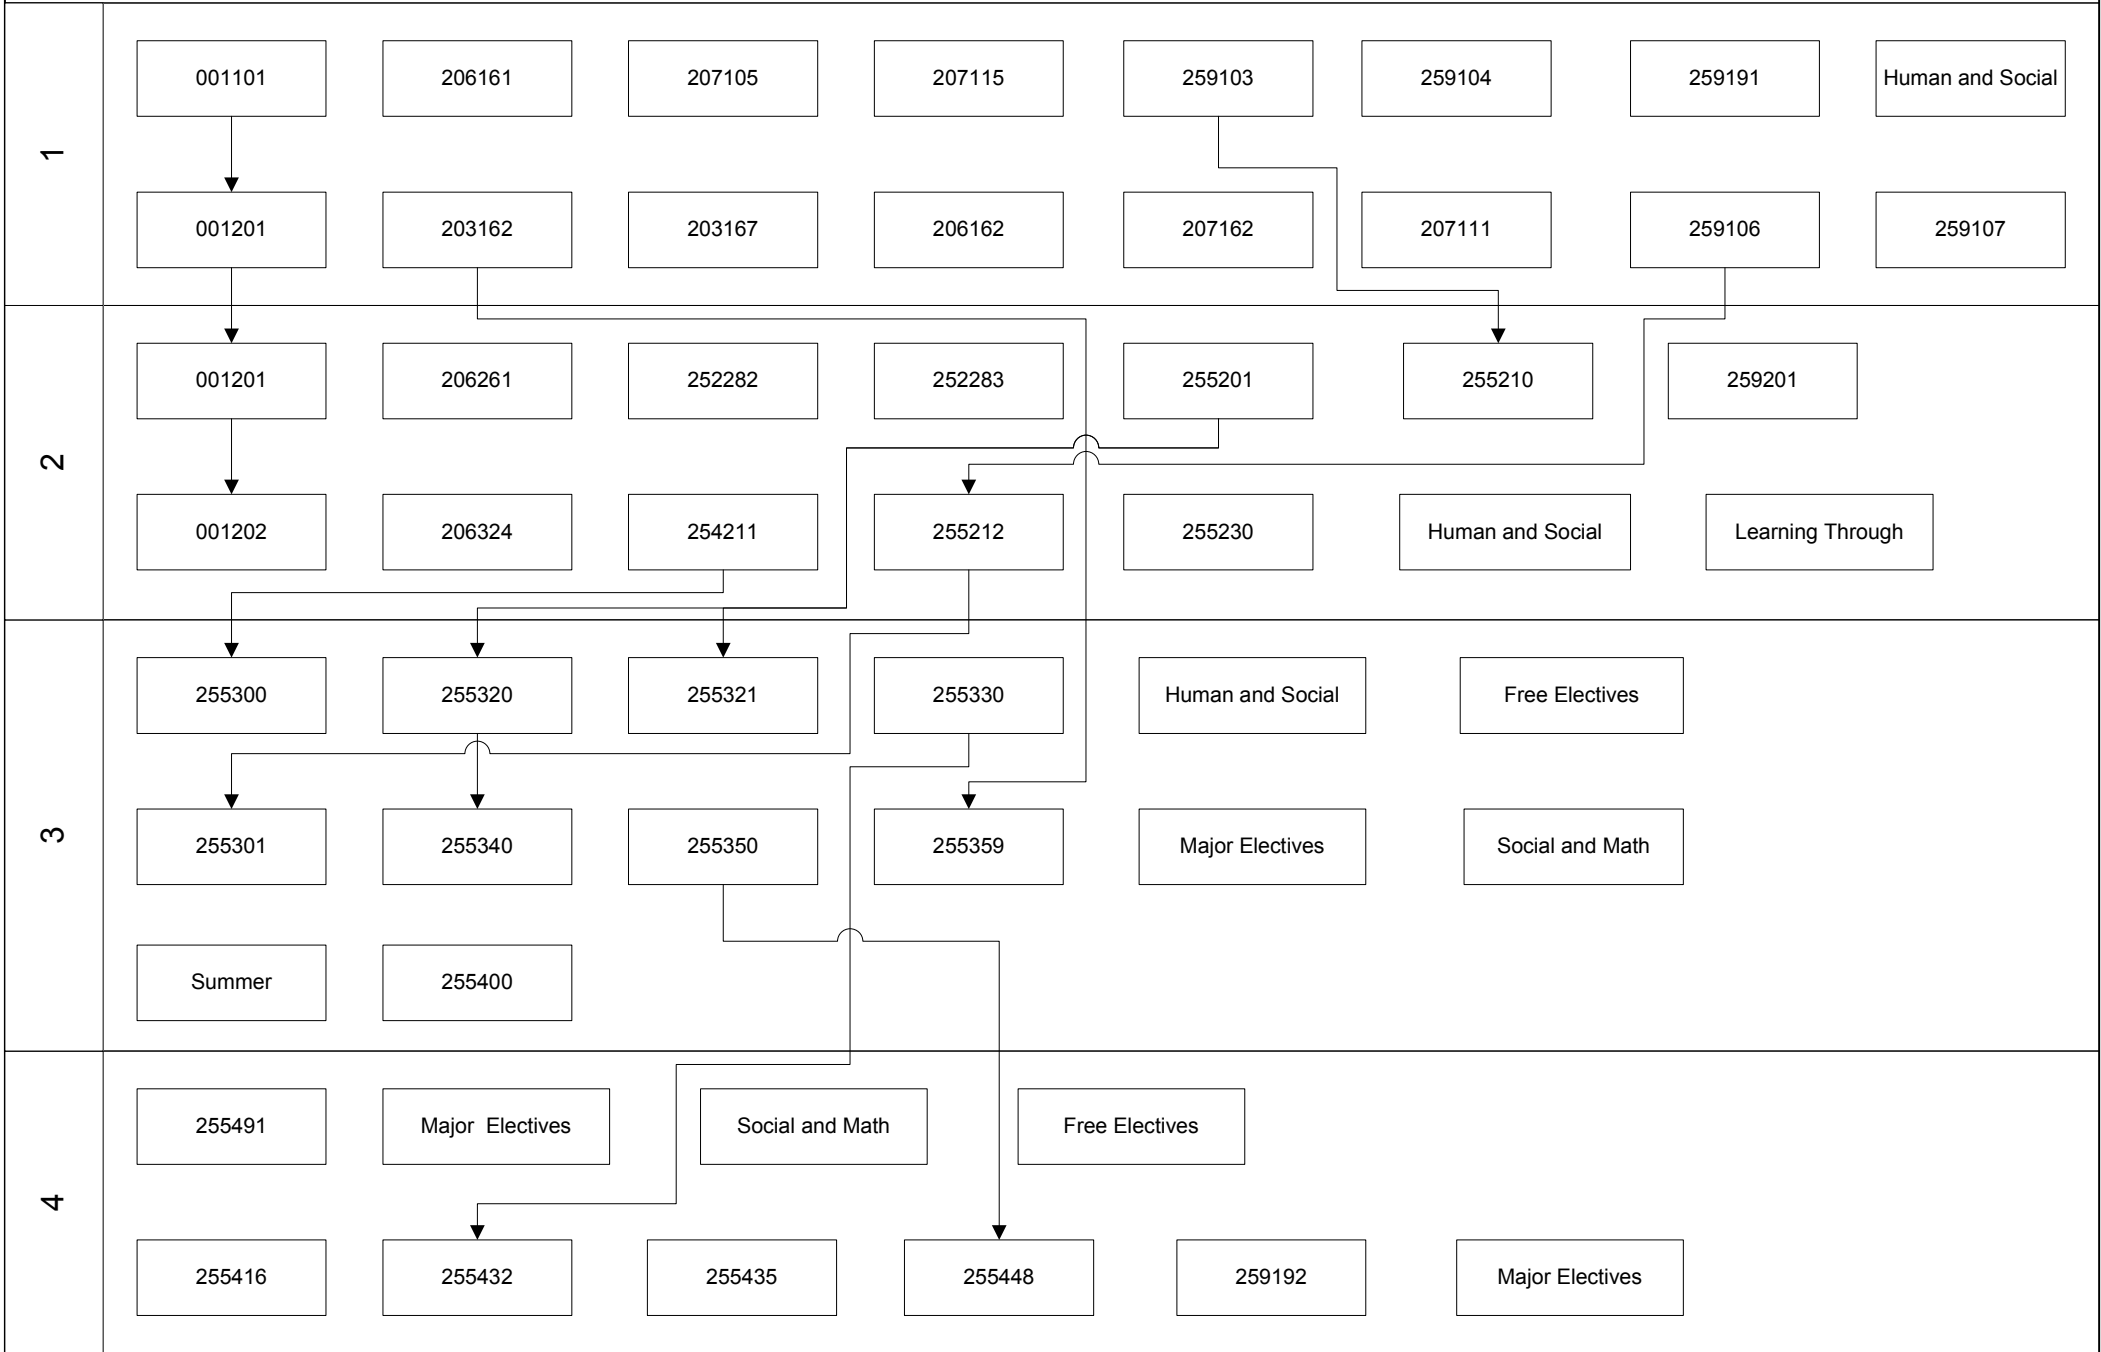 1
001101 206161 207105 207115 259103 259104 259191 Human and Social
001201 203162 203167 206162 207162 207111 259106 259107
2
001201 206261 252282 252283 255201 255210 259201
001202 206324 254211 255212 255230 Human and Social Learning Through
3
255300 255320 255321 255330 Human and Social Free Electives
255301 255340 255350 255359 Major Electives Social and Math
Summer 255400
4
255491 Major Electives Social and Math Free Electives
255416 255432 255435 255448 259192 Major Electives